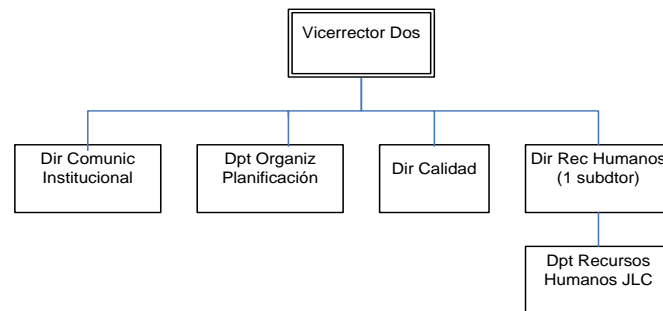 Vicerrector Dos
Dir Comunic
Institucional
Dpt Organiz
Planificación
Dir Calidad
Dir Rec Humanos
(1 subdtor)
Dpt Recursos
Humanos JLC